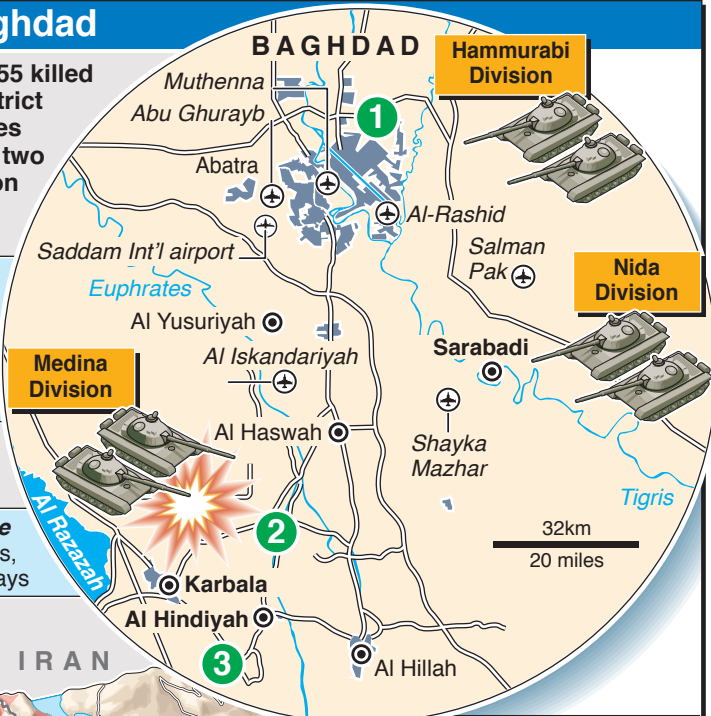 ghdad
55 killed
trict
es
two
on
BAGHDAD
Hammurabi
Division
Muthenna
Abu Ghurayb
1
Abatra
Al-Rashid
Saddam Int'l airport
Salman
Pak
Euphrates
Nida
Division
Al Yusuriyah
Medina
Division
Al Iskandariyah
Sarabadi
Al Haswah
Shayka
Mazhar
Tigris
Al Razazah
e
s,
ays
2
32km
20 miles
Karbala
Al Hindiyah
IRAN
3
Al Hillah